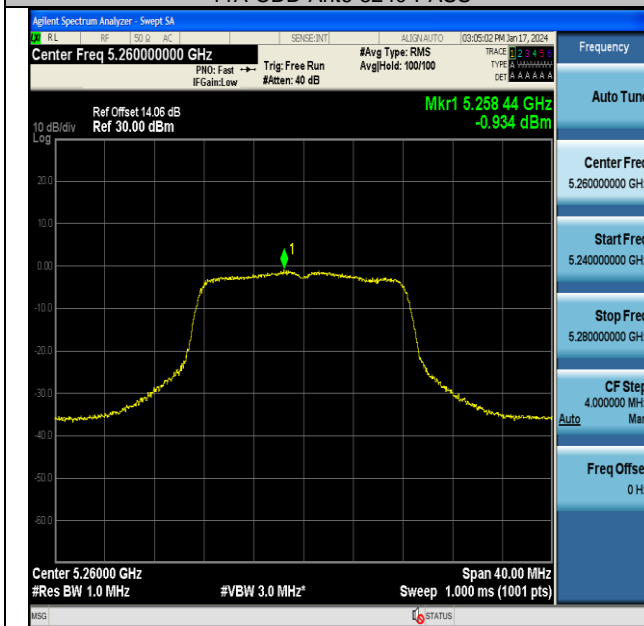 Agilent Spectrum Analyzer - Swept SA
RL RF 50 Ω AC SENSE:INT ALIGN AUTO 03:05:02 PM Jan 17, 2024
Center Freq 5.260000000 GHz
PNO: Fast
IFGain:Low
Trig: Free Run
#Atten: 40 dB
#Avg Type: RMS
Avg|Hold: 100/100
TRACE 1 2 3 4 5 6
TYPE A
DET A A A A A A
Ref Offset 14.06 dB
10 dB/div Ref 30.00 dBm
Log
Mkr1 5.258 44 GHz
-0.934 dBm
20.0
10.0
0.00
-10.0
-20.0
-30.0
-40.0
-50.0
-60.0
1
Center 5.26000 GHz Span 40.00 MHz
#Res BW 1.0 MHz #VBW 3.0 MHz* Sweep 1.000 ms (1001 pts)
MSG STATUS
Frequency
Auto Tune
Center Freq
5.260000000 GH
Start Freq
5.240000000 GH
Stop Freq
5.280000000 GH
CF Step
4.000000 MH
Auto Mar
Freq Offse
0 H